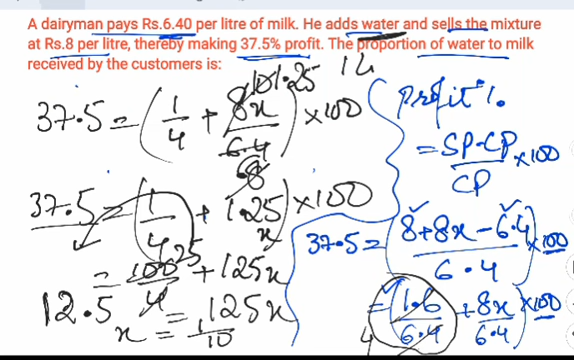 A dairyman pays Rs.6.40 per litre of milk. He adds water and sells the mixture
at Rs.8 per litre, thereby making 37.5% profit. The proportion of water to milk
received by the customers is:
37.5 = (1/4 + 8x/6.4) × 100
37.5 = (1/4 + 1.25x) × 100
= 100/4 + 125x
12.5 = 125x
x = 1/10
Profit %
= SP-CP/CP × 100
37.5 = (8+8x-6.4/6.4) × 100
= (1.6/6.4 + 8x/6.4) × 100